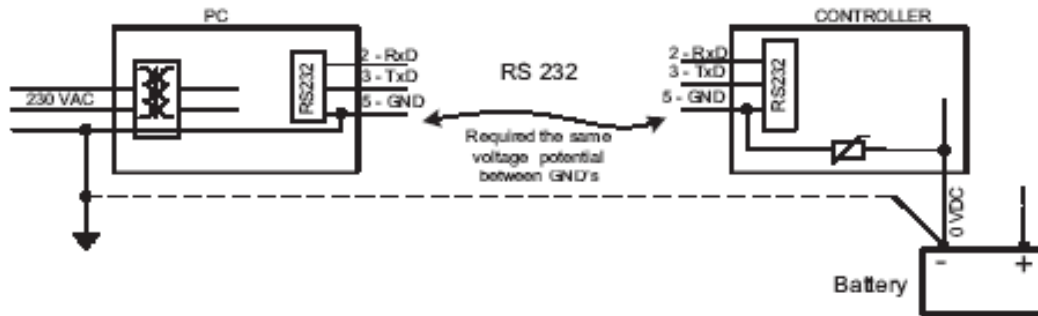 PC
CONTROLLER
2 - RxD
3 - TxD
5 - GND
RS232
230 VAC
RS 232
Required the same
voltage potential
between GND's
2 - RxD
3 - TxD
5 - GND
RS232
0 VDC
- +
Battery